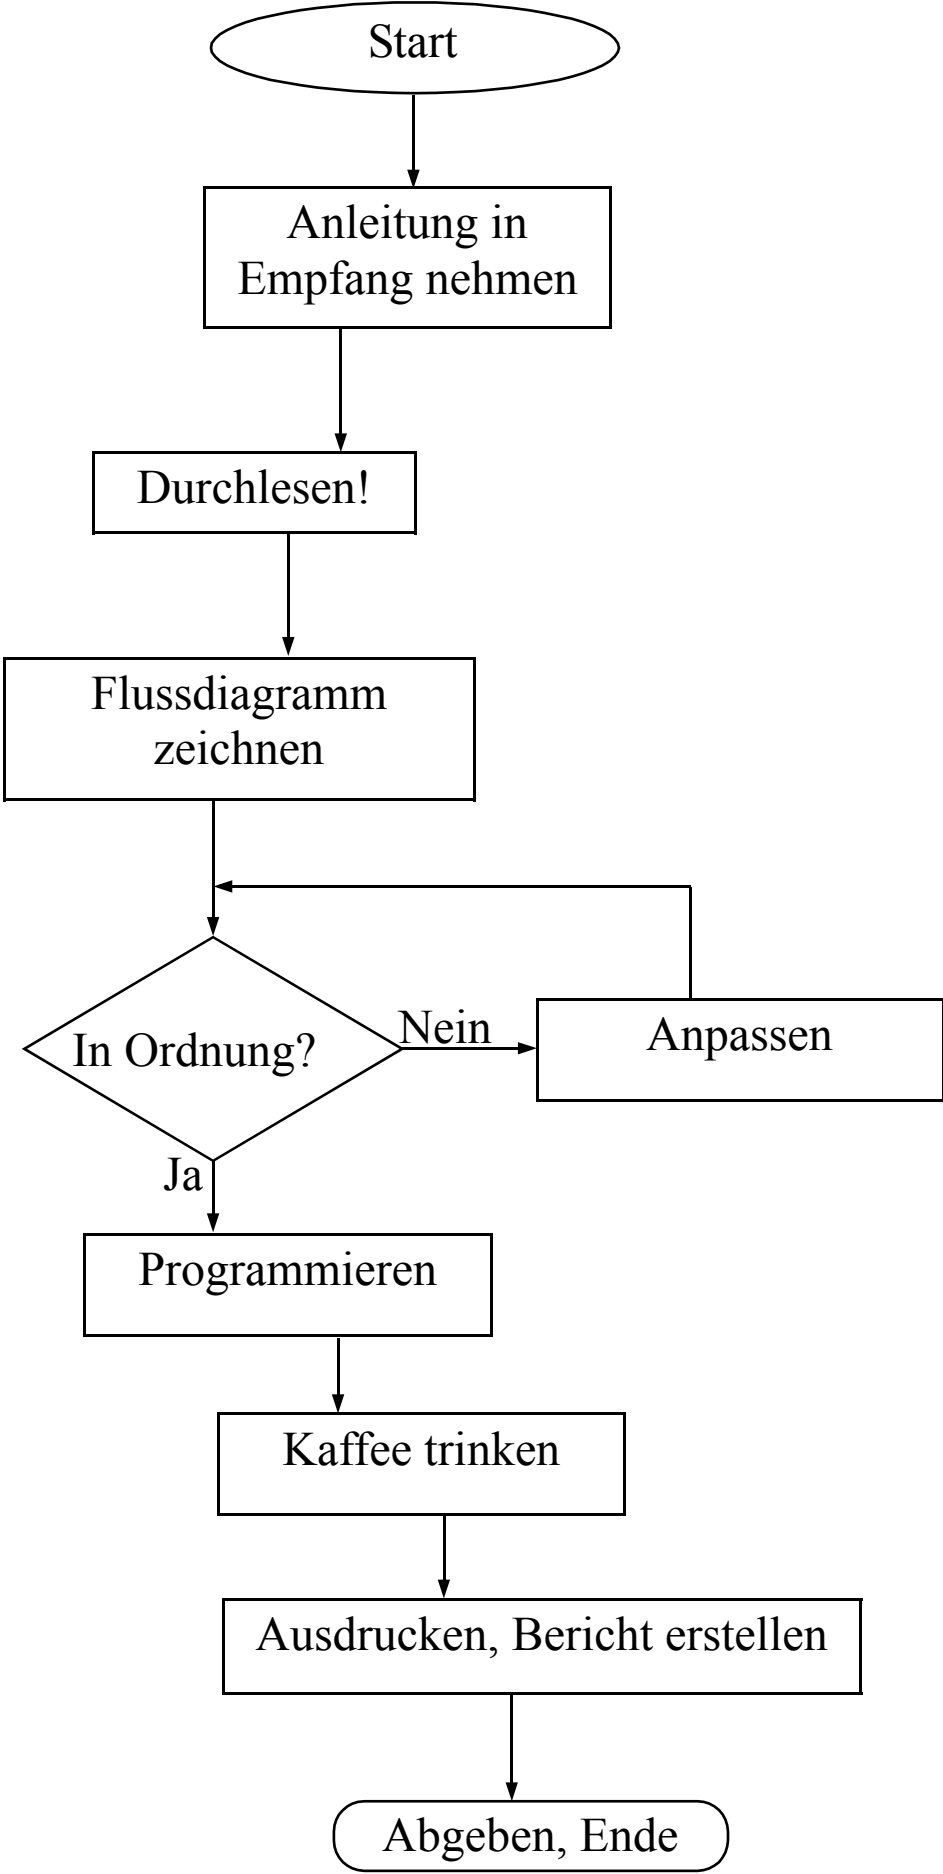 Start
Anleitung in
Empfang nehmen
Durchlesen!
Flussdiagramm
zeichnen
In Ordnung?
Nein
Anpassen
Ja
Programmieren
Kaffee trinken
Ausdrucken, Bericht erstellen
Abgeben, Ende